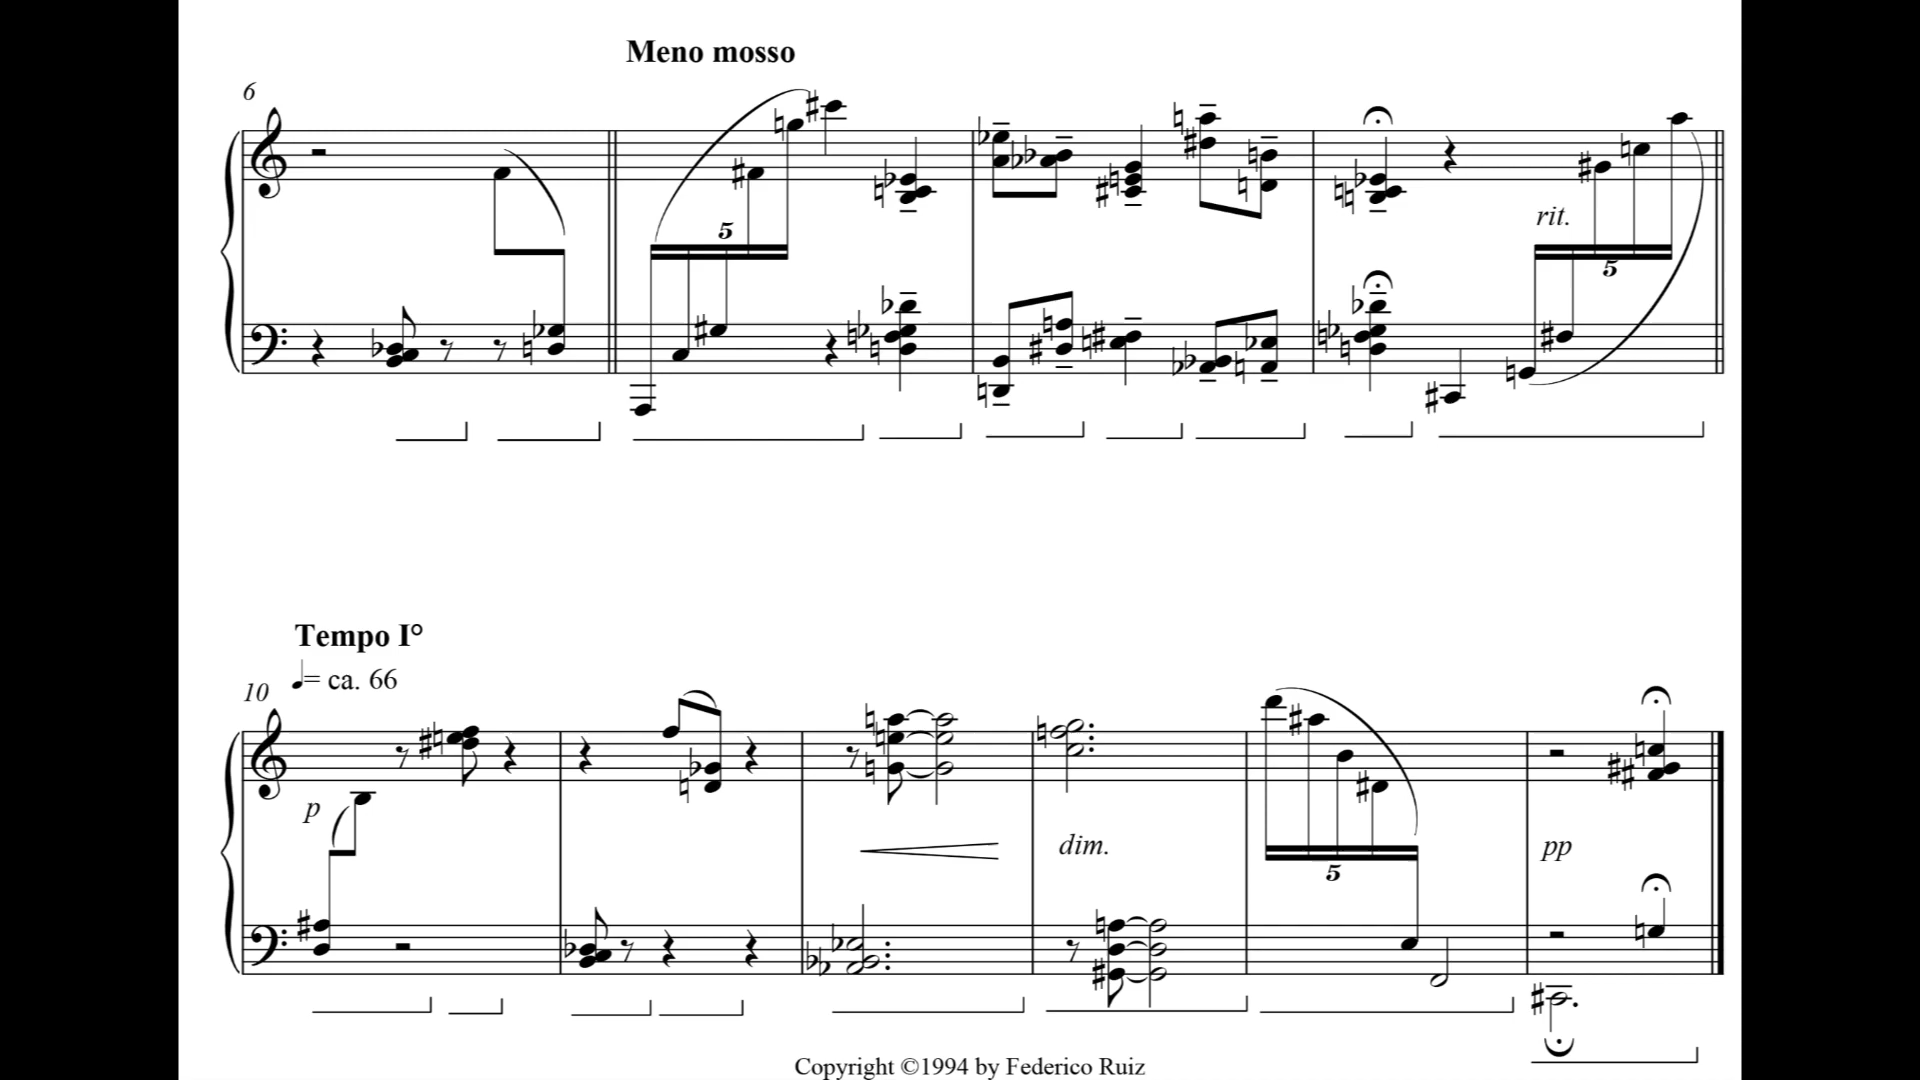 Meno mosso
6
5
rit.
5
Tempo I°
10
= ca. 66
p
dim.
5
pp
Copyright ©1994 by Federico Ruiz